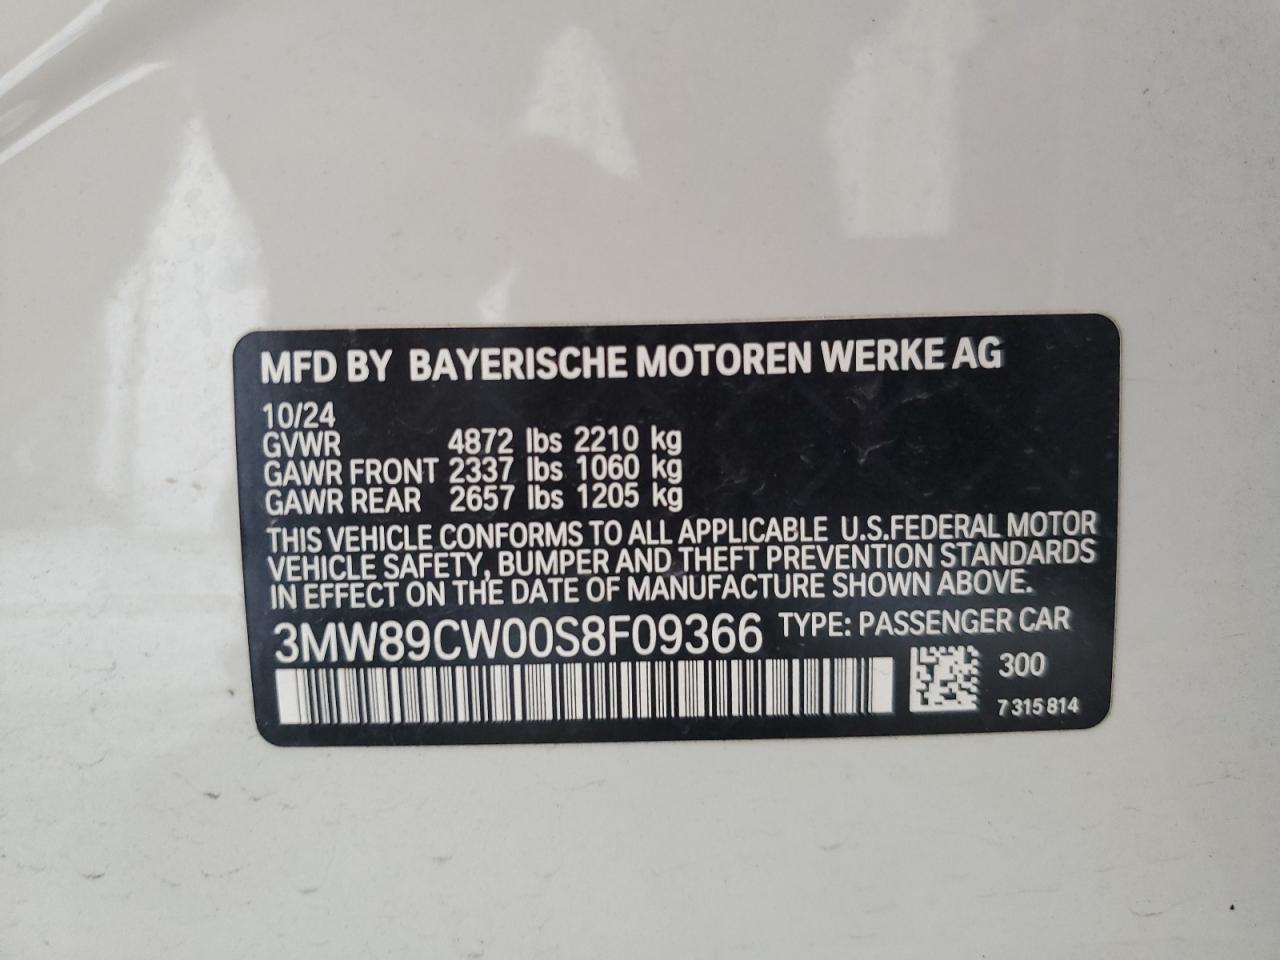 MFD BY BAYERISCHE MOTOREN WERKE AG
10/24
GVWR 4872 lbs 2210 kg
GAWR FRONT 2337 lbs 1060 kg
GAWR REAR 2657 lbs 1205 kg
THIS VEHICLE CONFORMS TO ALL APPLICABLE U.S.FEDERAL MOTOR
VEHICLE SAFETY, BUMPER AND THEFT PREVENTION STANDARDS
IN EFFECT ON THE DATE OF MANUFACTURE SHOWN ABOVE.
3MW89CW00S8F09366 TYPE: PASSENGER CAR
300
7 315 814